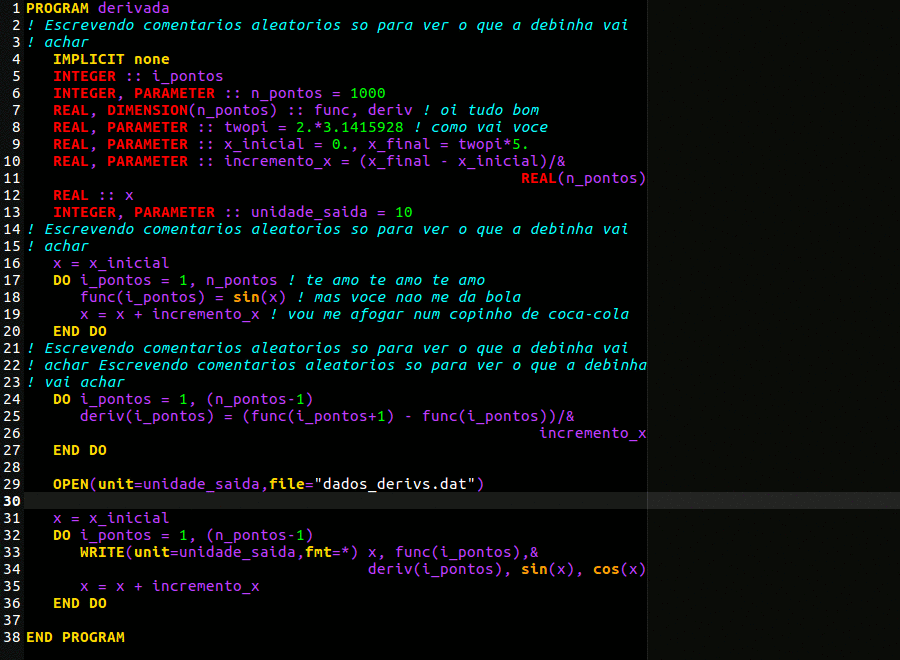 1 PROGRAM derivada
2 ! Escrevendo comentarios aleatorios so para ver o que a debinha vai
3 ! achar
4    IMPLICIT none
5    INTEGER :: i_pontos
6    INTEGER, PARAMETER :: n_pontos = 1000
7    REAL, DIMENSION(n_pontos) :: func, deriv ! oi tudo bom
8    REAL, PARAMETER :: twopi = 2.*3.1415928 ! como vai voce
9    REAL, PARAMETER :: x_inicial = 0., x_final = twopi*5.
10    REAL, PARAMETER :: incremento_x = (x_final - x_inicial)/&
11                                                        REAL(n_pontos)
12    REAL :: x
13    INTEGER, PARAMETER :: unidade_saida = 10
14 ! Escrevendo comentarios aleatorios so para ver o que a debinha vai
15 ! achar
16    x = x_inicial
17    DO i_pontos = 1, n_pontos ! te amo te amo te amo
18       func(i_pontos) = sin(x) ! mas voce nao me da bola
19       x = x + incremento_x ! vou me afogar num copinho de coca-cola
20    END DO
21 ! Escrevendo comentarios aleatorios so para ver o que a debinha vai
22 ! achar Escrevendo comentarios aleatorios so para ver o que a debinha
23 ! vai achar
24    DO i_pontos = 1, (n_pontos-1)
25       deriv(i_pontos) = (func(i_pontos+1) - func(i_pontos))/&
26                                                          incremento_x
27    END DO
28
29    OPEN(unit=unidade_saida,file="dados_derivs.dat")
30
31    x = x_inicial
32    DO i_pontos = 1, (n_pontos-1)
33       WRITE(unit=unidade_saida,fmt=*) x, func(i_pontos),&
34                                       deriv(i_pontos), sin(x), cos(x)
35       x = x + incremento_x
36    END DO
37
38 END PROGRAM